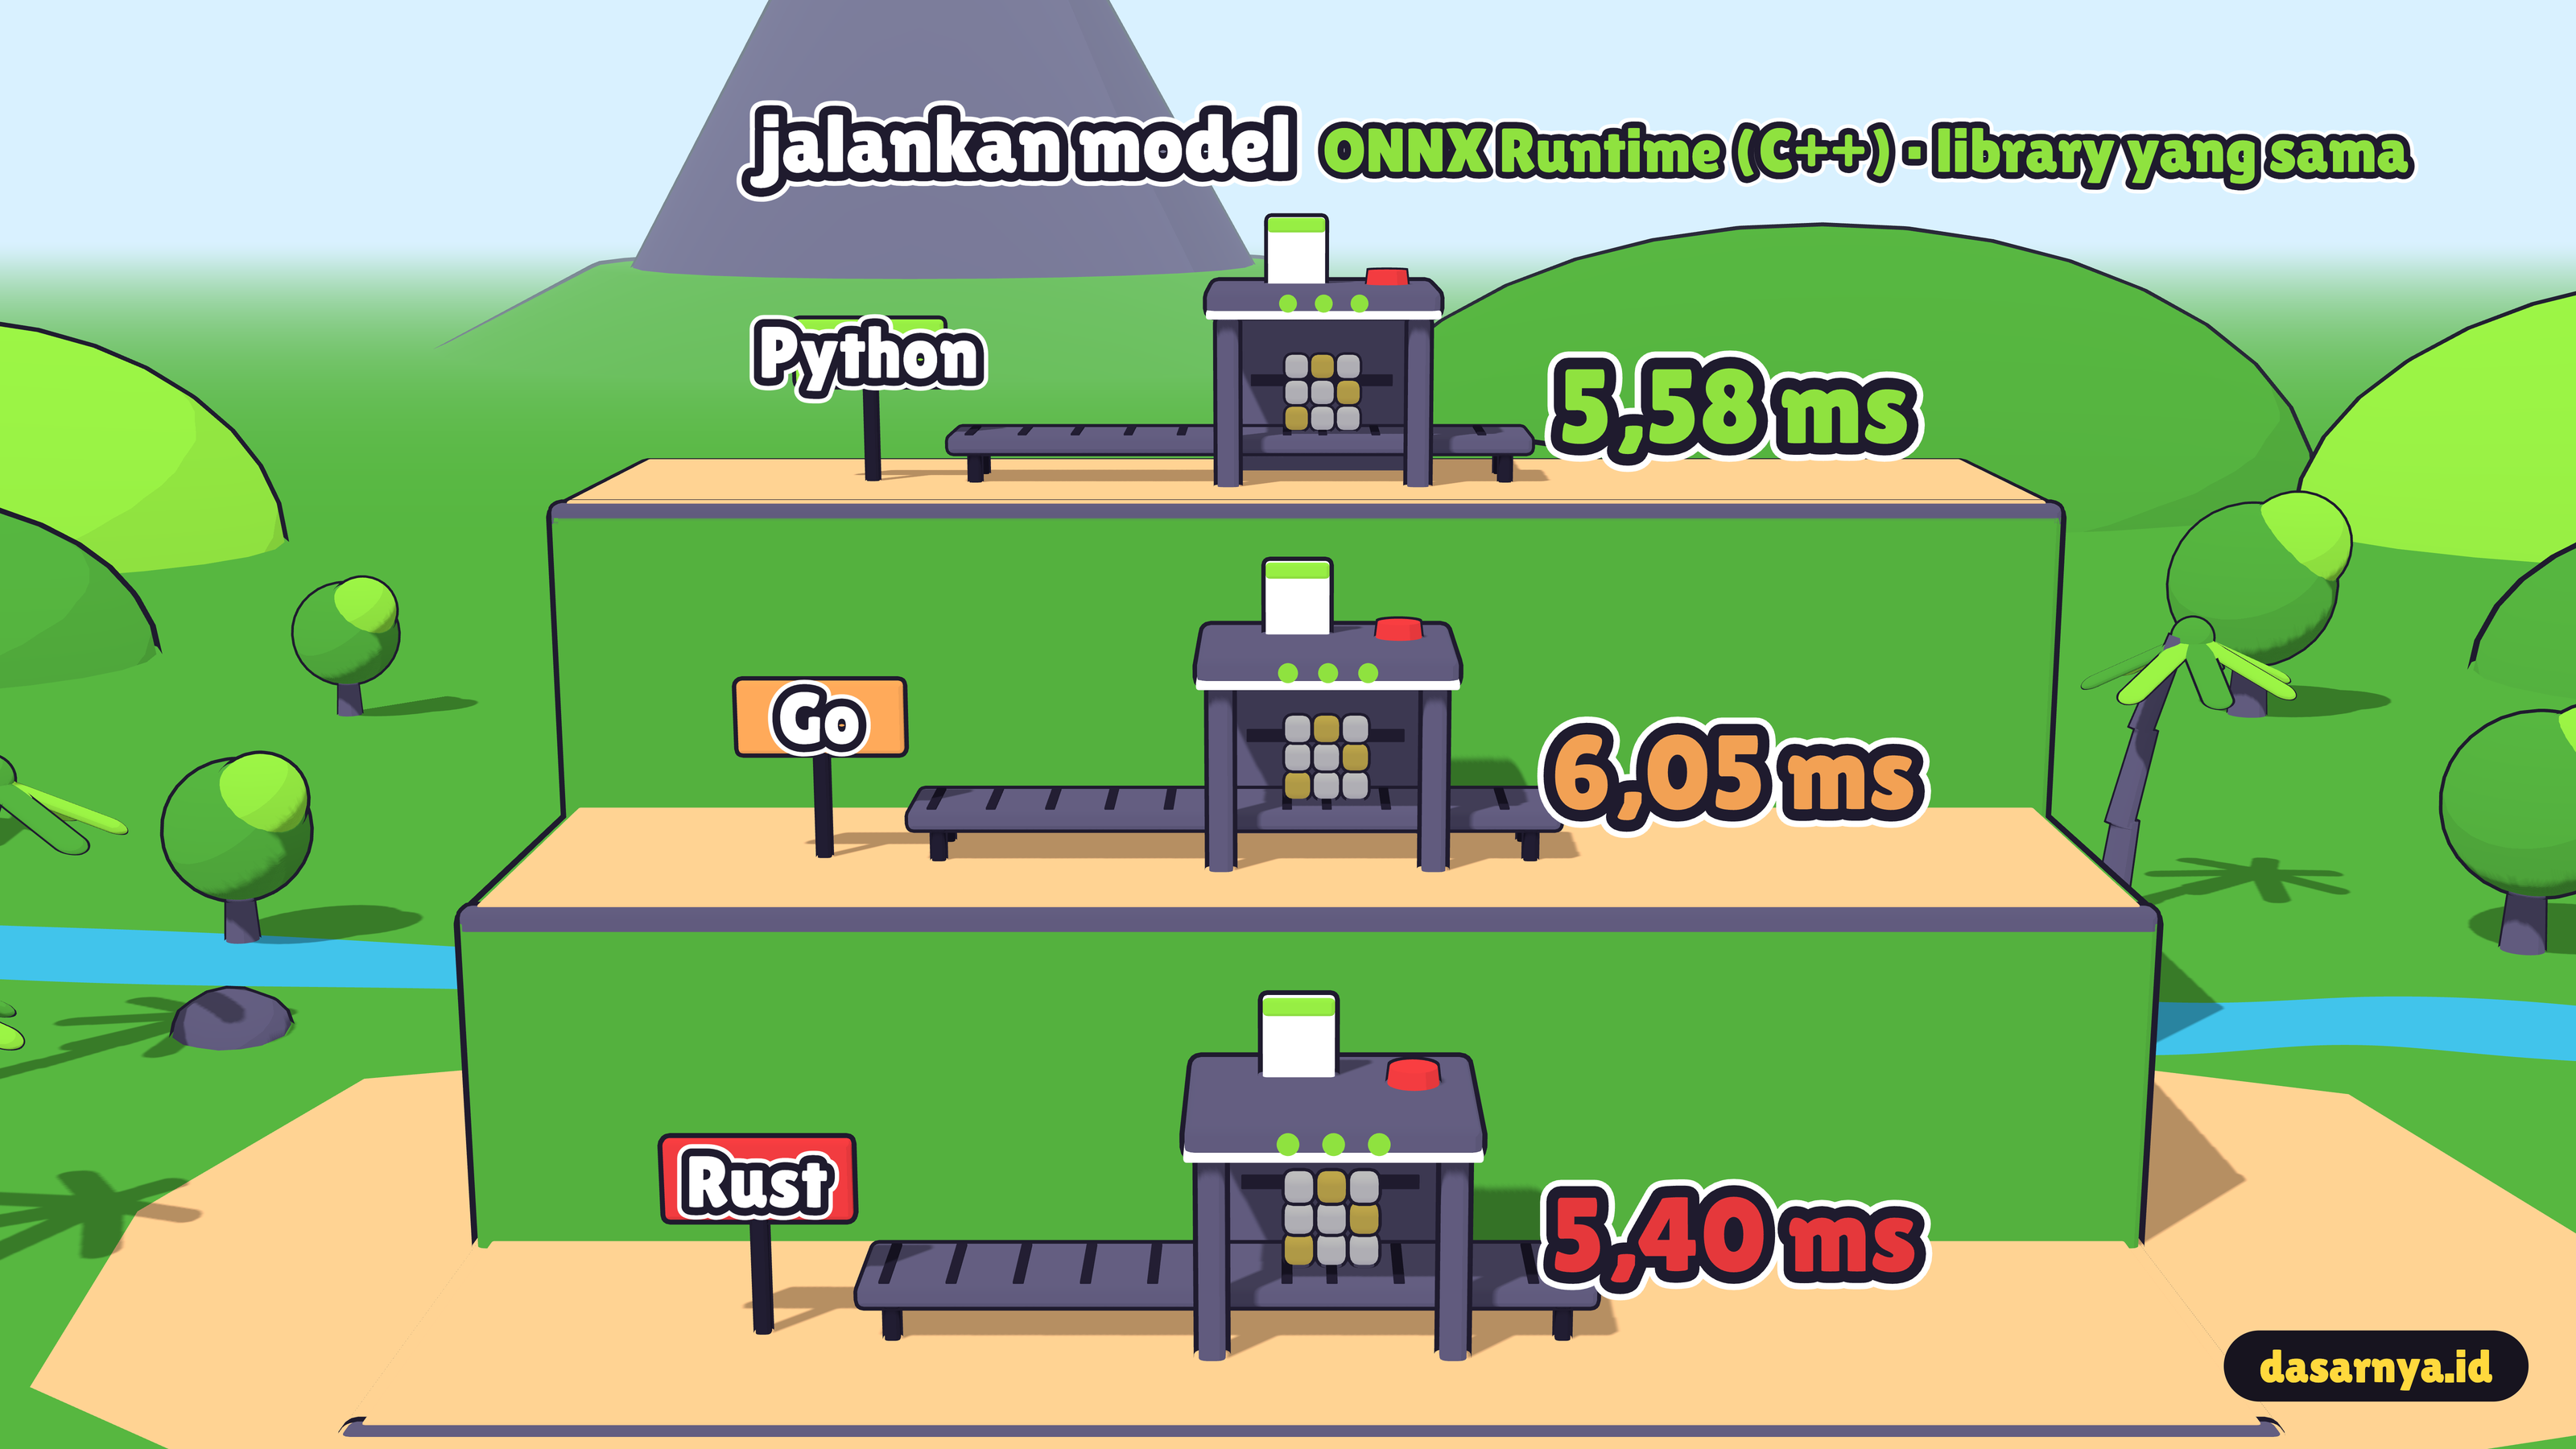 jalankan model ONNX Runtime (C++) · library yang sama
Python
5,58 ms
Go
6,05 ms
Rust
5,40 ms
dasarnya.id